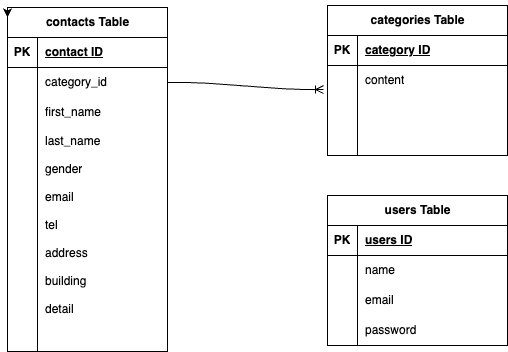 contacts Table
PK contact ID
category_id
first_name
last_name
gender
email
tel
address
building
detail
categories Table
PK category ID
content
users Table
PK users ID
name
email
password